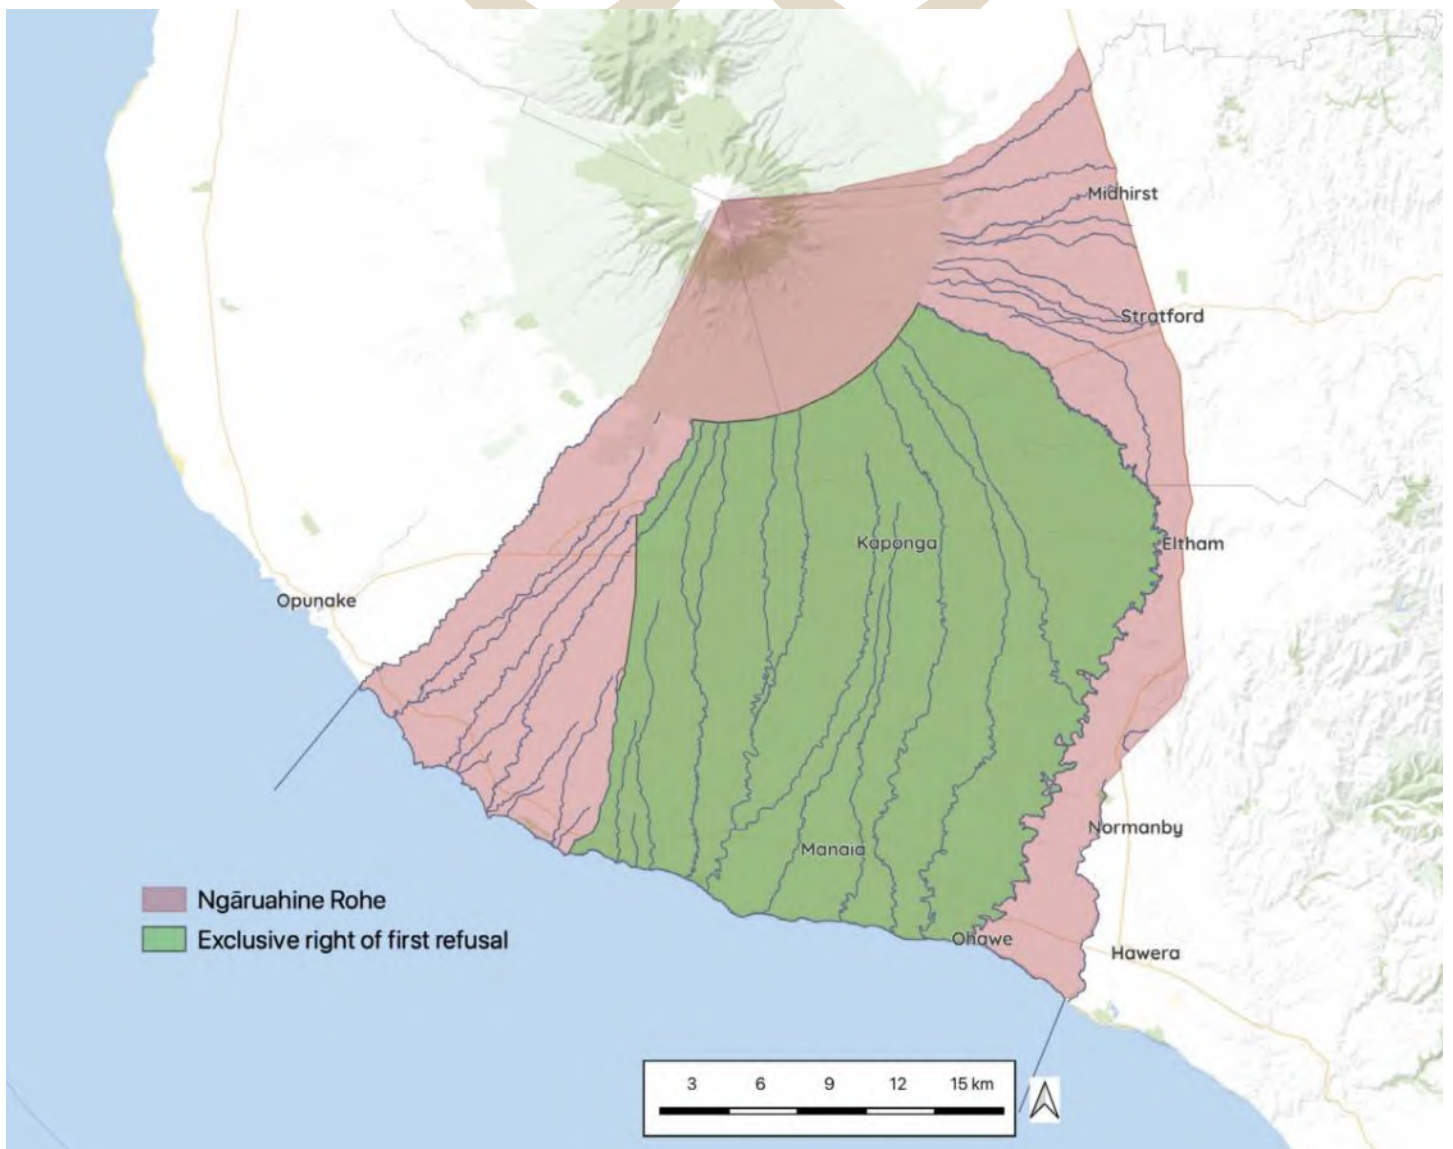 Midhirst
Stratford
Kaponga
Eltham
Opunake
Normanby
Manaia
Ngāruahine Rohe
Exclusive right of first refusal
Ohawe
Hawera
3 6 9 12 15 km